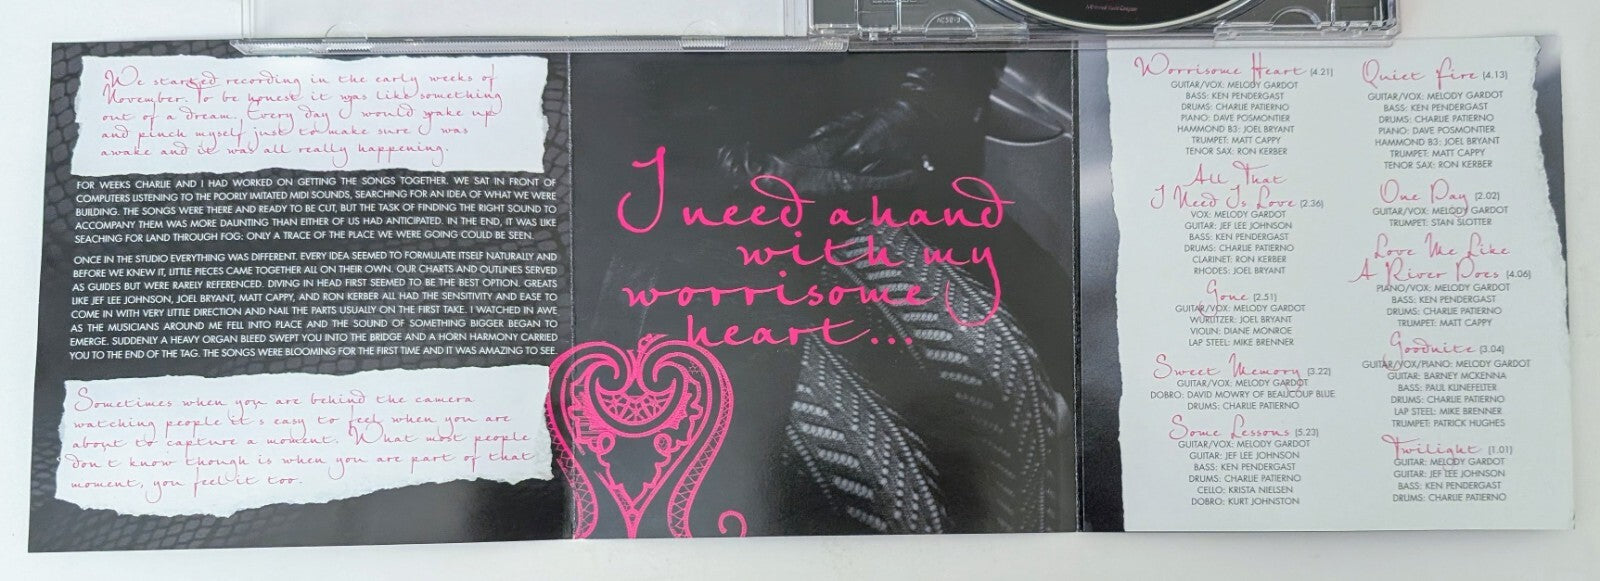 We started recording in the early weeks of
November. To be honest it was like something
out of a dream. Every day I would wake up
and pinch myself just to make sure I was
awake and it was all really happening.
FOR WEEKS CHARLIE AND I HAD WORKED ON GETTING THE SONGS TOGETHER. WE SAT IN FRONT OF
COMPUTERS LISTENING TO THE POORLY IMITATED MIDI SOUNDS, SEARCHING FOR AN IDEA OF WHAT WE WERE
BUILDING. THE SONGS WERE THERE AND READY TO BE CUT, BUT THE TASK OF FINDING THE RIGHT SOUND TO
ACCOMPANY THEM WAS MORE DAUNTING THAN EITHER OF US HAD ANTICIPATED. IN THE END, IT WAS LIKE
SEACHING FOR LAND THROUGH FOG: ONLY A TRACE OF THE PLACE WE WERE GOING COULD BE SEEN.
ONCE IN THE STUDIO EVERYTHING WAS DIFFERENT. EVERY IDEA SEEMED TO FORMULATE ITSELF NATURALLY AND
BEFORE WE KNEW IT, LITTLE PIECES CAME TOGETHER ALL ON THEIR OWN. OUR CHARTS AND OUTLINES SERVED
AS GUIDES BUT WERE RARELY REFERENCED. DIVING IN HEAD FIRST SEEMED TO BE THE BEST OPTION. GREATS
LIKE JEF LEE JOHNSON, JOEL BRYANT, MATT CAPPY, AND RON KERBER ALL HAD THE SENSITIVITY AND EASE TO
COME IN WITH VERY LITTLE DIRECTION AND NAIL THE PARTS USUALLY ON THE FIRST TAKE. I WATCHED IN AWE
AS THE MUSICIANS AROUND ME FELL INTO PLACE AND THE SOUND OF SOMETHING BIGGER BEGAN TO
EMERGE. SUDDENLY A HEAVY ORGAN BLEED SWEPT YOU INTO THE BRIDGE AND A HORN HARMONY CARRIED
YOU TO THE END OF THE TAG. THE SONGS WERE BLOOMING FOR THE FIRST TIME AND IT WAS AMAZING TO SEE.
Sometimes when you are behind the camera
watching people it's easy to feel when you are
about to capture a moment. What most people
don't know though is when you are part of that
moment, you feel it too.
I need a hand
with my
worrisome
heart...
Worrisome Heart (4.21)
GUITAR/VOX: MELODY GARDOT
BASS: KEN PENDERGAST
DRUMS: CHARLIE PATIERNO
PIANO: DAVE POSMONTIER
HAMMOND B3: JOEL BRYANT
TRUMPET: MATT CAPPY
TENOR SAX: RON KERBER
All That
I Need Is Love (2.36)
VOX: MELODY GARDOT
GUITAR: JEF LEE JOHNSON
BASS: KEN PENDERGAST
DRUMS: CHARLIE PATIERNO
CLARINET: RON KERBER
RHODES: JOEL BRYANT
Gone (2.51)
GUITAR/VOX: MELODY GARDOT
WURLITZER: JOEL BRYANT
VIOLIN: DIANE MONROE
LAP STEEL: MIKE BRENNER
Sweet Memory (3.22)
GUITAR/VOX: MELODY GARDOT
DOBRO: DAVID MOWRY OF BEAUCOUP BLUE
DRUMS: CHARLIE PATIERNO
Some Lessons (5.23)
GUITAR/VOX: MELODY GARDOT
GUITAR: JEF LEE JOHNSON
BASS: KEN PENDERGAST
DRUMS: CHARLIE PATIERNO
CELLO: KRISTA NIELSEN
DOBRO: KURT JOHNSTON
Quiet Fire (4.13)
GUITAR/VOX: MELODY GARDOT
BASS: KEN PENDERGAST
DRUMS: CHARLIE PATIERNO
PIANO: DAVE POSMONTIER
HAMMOND B3: JOEL BRYANT
TRUMPET: MATT CAPPY
TENOR SAX: RON KERBER
One Day (2.02)
GUITAR/VOX: MELODY GARDOT
TRUMPET: STAN SLOTTER
Love Me Like
A River Does (4.06)
PIANO/VOX: MELODY GARDOT
BASS: KEN PENDERGAST
DRUMS: CHARLIE PATIERNO
TRUMPET: MATT CAPPY
Goodnite (3.04)
GUITAR/VOX/PIANO: MELODY GARDOT
GUITAR: BARNEY MCKENNA
BASS: PAUL KLINEFELTER
DRUMS: CHARLIE PATIERNO
LAP STEEL: MIKE BRENNER
TRUMPET: PATRICK HUGHES
Twilight (1.01)
GUITAR: MELODY GARDOT
GUITAR: JEF LEE JOHNSON
BASS: KEN PENDERGAST
DRUMS: CHARLIE PATIERNO